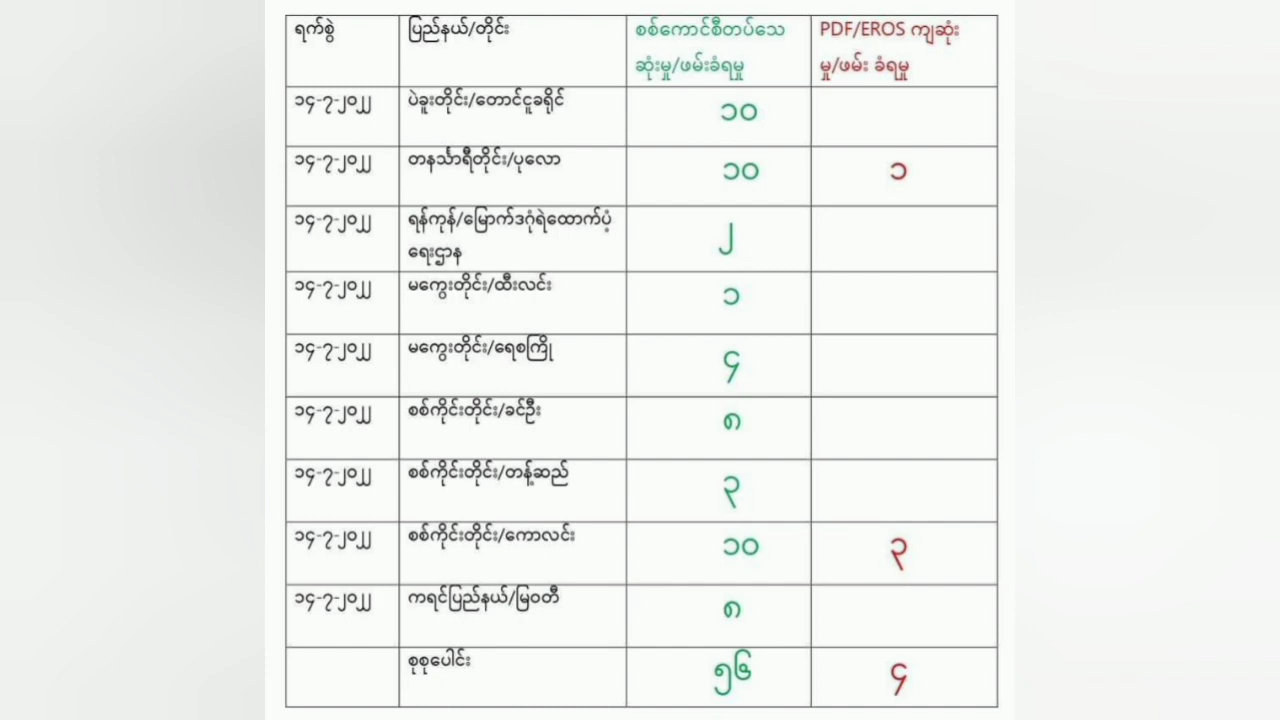 ရက်စွဲ ပြည်နယ်/တိုင်း စစ်ကောင်စီတပ်သေ PDF/EROS ကျဆုံး
ဆုံးမှု/ဖမ်းခံရမှု မှု/ဖမ်း ခံရမှု
၁၄-၇-၂၀၂၂ ပဲခူးတိုင်း/တောင်ငူခရိုင် ၁၀
၁၄-၇-၂၀၂၂ တနင်္သာရီတိုင်း/ပုလော ၁၀ ၁
၁၄-၇-၂၀၂၂ ရန်ကုန်/မြောက်ဒဂုံရဲထောက်ပံ့ ၂
ရေးဌာန
၁၄-၇-၂၀၂၂ မကွေးတိုင်း/ထီးလင်း ၁
၁၄-၇-၂၀၂၂ မကွေးတိုင်း/ရေစကြို ၄
၁၄-၇-၂၀၂၂ စစ်ကိုင်းတိုင်း/ခင်ဦး ၈
၁၄-၇-၂၀၂၂ စစ်ကိုင်းတိုင်း/တန့်ဆည် ၃
၁၄-၇-၂၀၂၂ စစ်ကိုင်းတိုင်း/ကောလင်း ၁၀ ၃
၁၄-၇-၂၀၂၂ ကရင်ပြည်နယ်/မြဝတီ ၈
စုစုပေါင်း ၅၆ ၄